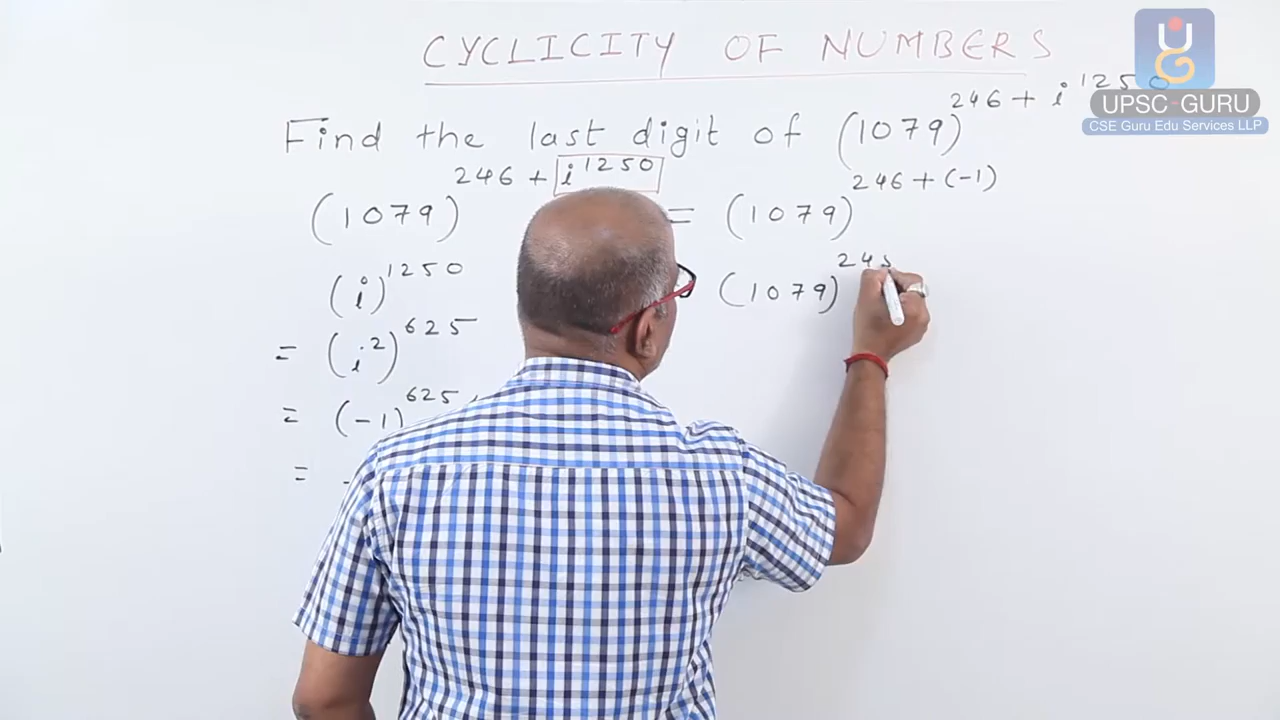 CYCLICITY OF NUMBERS
UPSC-GURU
CSE Guru Edu Services LLP
Find the last digit of (1079)^246 + i^1250
(1079)^246 + i^1250 = (1079)^246 + (-1)
(i)^1250
(1079)^245
= (i^2)^625
= (-1)^625
=